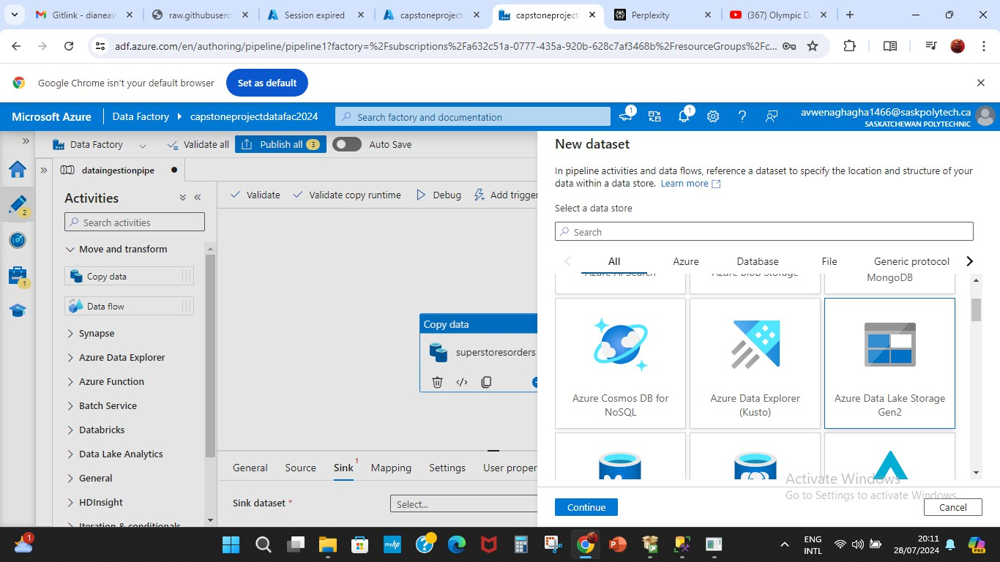 Gitlink - dianeav
raw.githubuserc
Session expired
capstoneproject
capstoneproject
Perplexity
(367) Olympic D
adf.azure.com/en/authoring/pipeline/pipeline1?factory=%2Fsubscriptions%2Fa632c51a-0777-435a-920b-628c7af3468b%2FresourceGroups%2Fc...
Google Chrome isn't your default browser
Set as default
Microsoft Azure
Data Factory
capstoneprojectdatafac2024
Search factory and documentation
1
1
avwenaghagha1466@saskpolytech.ca
SASKATCHEWAN POLYTECHNIC
Data Factory
Validate all
Publish all 3
Auto Save
dataingestionpipe
Activities
Search activities
Move and transform
Copy data
Data flow
Synapse
Azure Data Explorer
Azure Function
Batch Service
Databricks
Data Lake Analytics
General
HDInsight
Iteration & conditionals
2
1
Validate
Validate copy runtime
Debug
Add trigger
Copy data
superstoresorders
General
Source
Sink 1
Mapping
Settings
User proper
Sink dataset *
Select...
New dataset
In pipeline activities and data flows, reference a dataset to specify the location and structure of your
data within a data store. Learn more
Select a data store
Search
All
Azure
Database
File
Generic protocol
Azure AI Search
Azure Blob Storage
MongoDB
Azure Cosmos DB for
NoSQL
Azure Data Explorer
(Kusto)
Azure Data Lake Storage
Gen2
Activate Windows
Go to Settings to activate Windows.
Continue
Cancel
1
myhp
ENG
INTL
20:11
28/07/2024
PRE